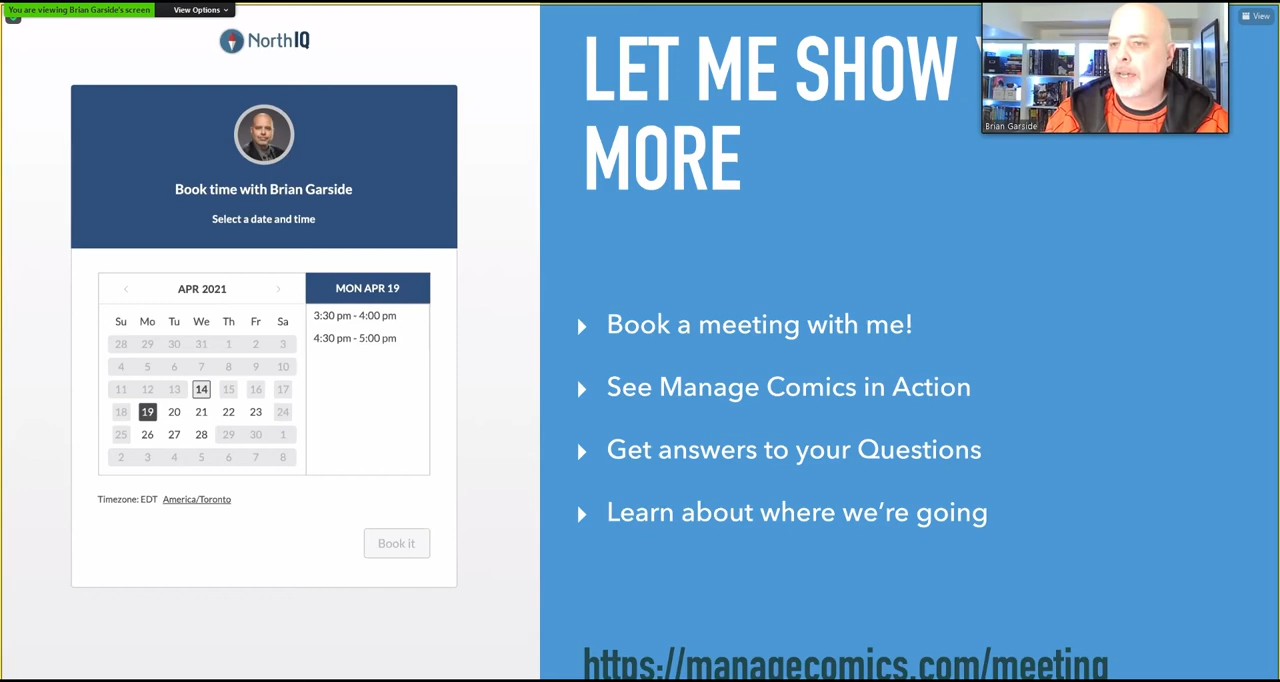 You are viewing Brian Garside's screen
View Options
View
NorthIQ
Book time with Brian Garside
Select a date and time
APR 2021
Su Mo Tu We Th Fr Sa
28 29 30 31 1 2 3
4 5 6 7 8 9 10
11 12 13 14 15 16 17
18 19 20 21 22 23 24
25 26 27 28 29 30 1
2 3 4 5 6 7 8
MON APR 19
3:30 pm - 4:00 pm
4:30 pm - 5:00 pm
Timezone: EDT America/Toronto
Book it
LET ME SHOW
MORE
Brian Garside
Book a meeting with me!
See Manage Comics in Action
Get answers to your Questions
Learn about where we're going
https://managecomics.com/meeting